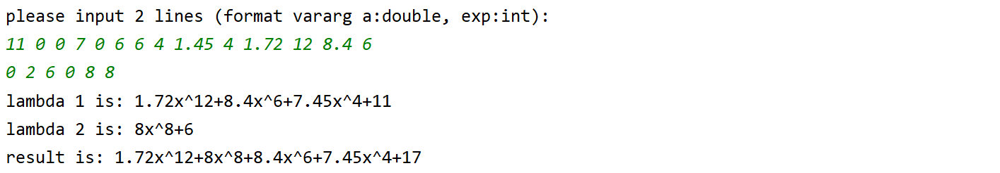 please input 2 lines (format vararg a:double, exp:int):
11 0 0 7 0 6 6 4 1.45 4 1.72 12 8.4 6
0 2 6 0 8 8
lambda 1 is: 1.72x^12+8.4x^6+7.45x^4+11
lambda 2 is: 8x^8+6
result is: 1.72x^12+8x^8+8.4x^6+7.45x^4+17